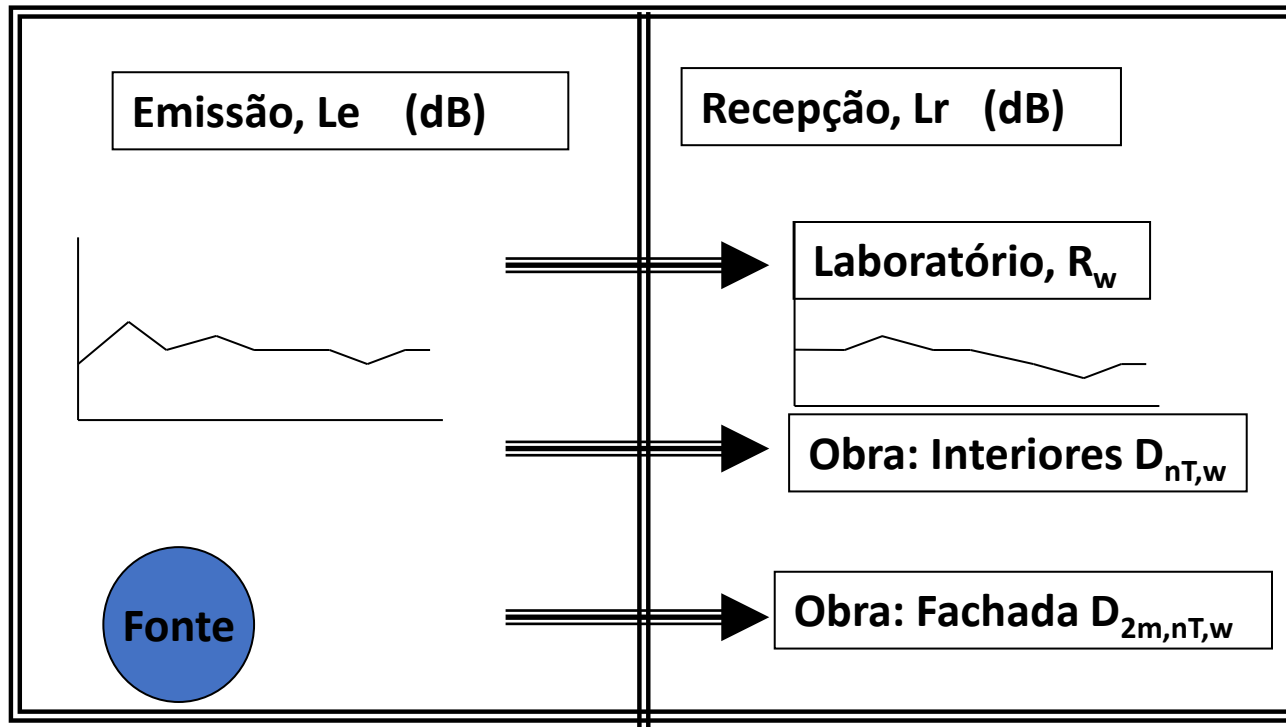 Emissão, Le (dB)
Recepção, Lr (dB)
Laboratório, Rw
Obra: Interiores DnT,w
Fonte
Obra: Fachada D2m,nT,w